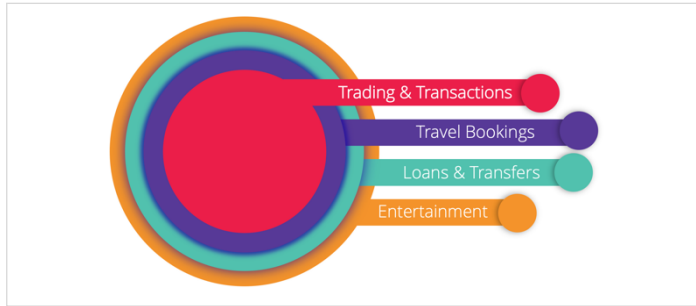 Trading & Transactions
Travel Bookings
Loans & Transfers
Entertainment